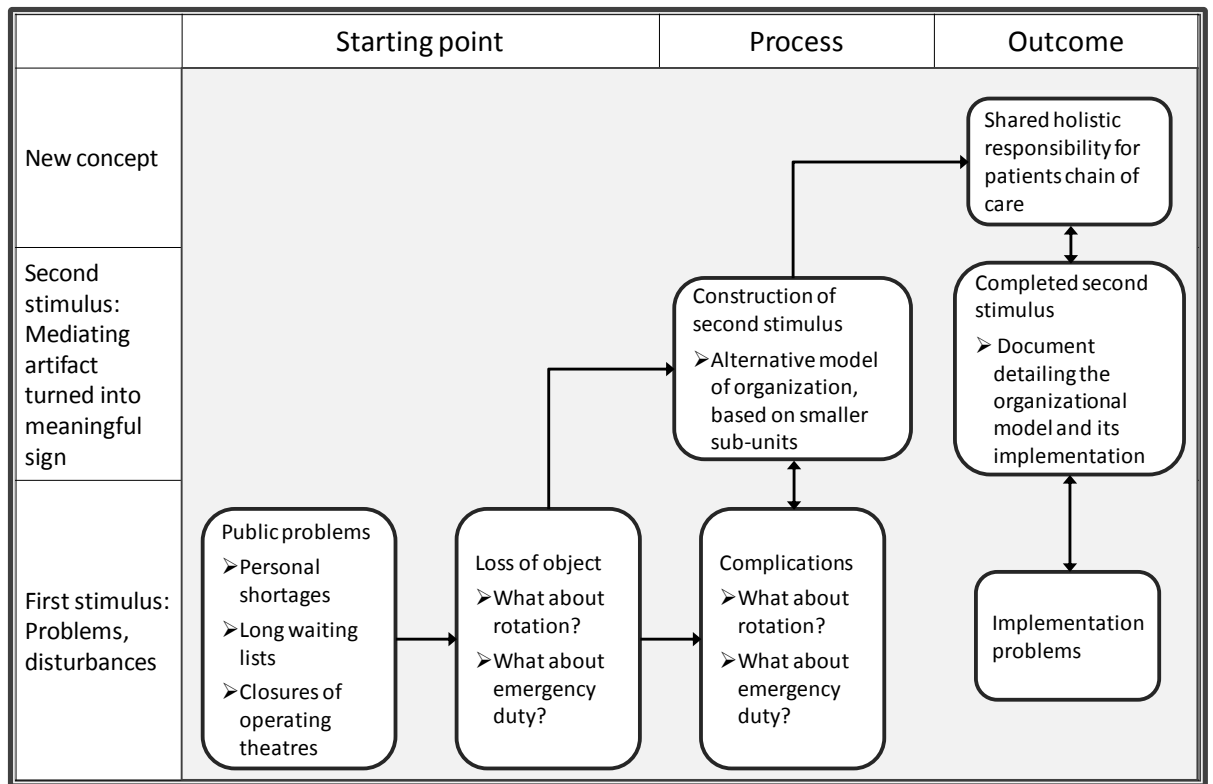 Starting point
Process
Outcome
New concept
Shared holistic
responsibility for
patients chain of
care
Second
stimulus:
Mediating
artifact
turned into
meaningful
sign
Construction of
second stimulus
➢Alternative model
of organization,
based on smaller
sub-units
Completed second
stimulus
➢ Document
detailing the
organizational
model and its
implementation
First stimulus:
Problems,
disturbances
Public problems
➢Personal
shortages
➢Long waiting
lists
➢Closures of
operating
theatres
Loss of object
➢What about
rotation?
➢What about
emergency
duty?
Complications
➢What about
rotation?
➢What about
emergency
duty?
Implementation
problems